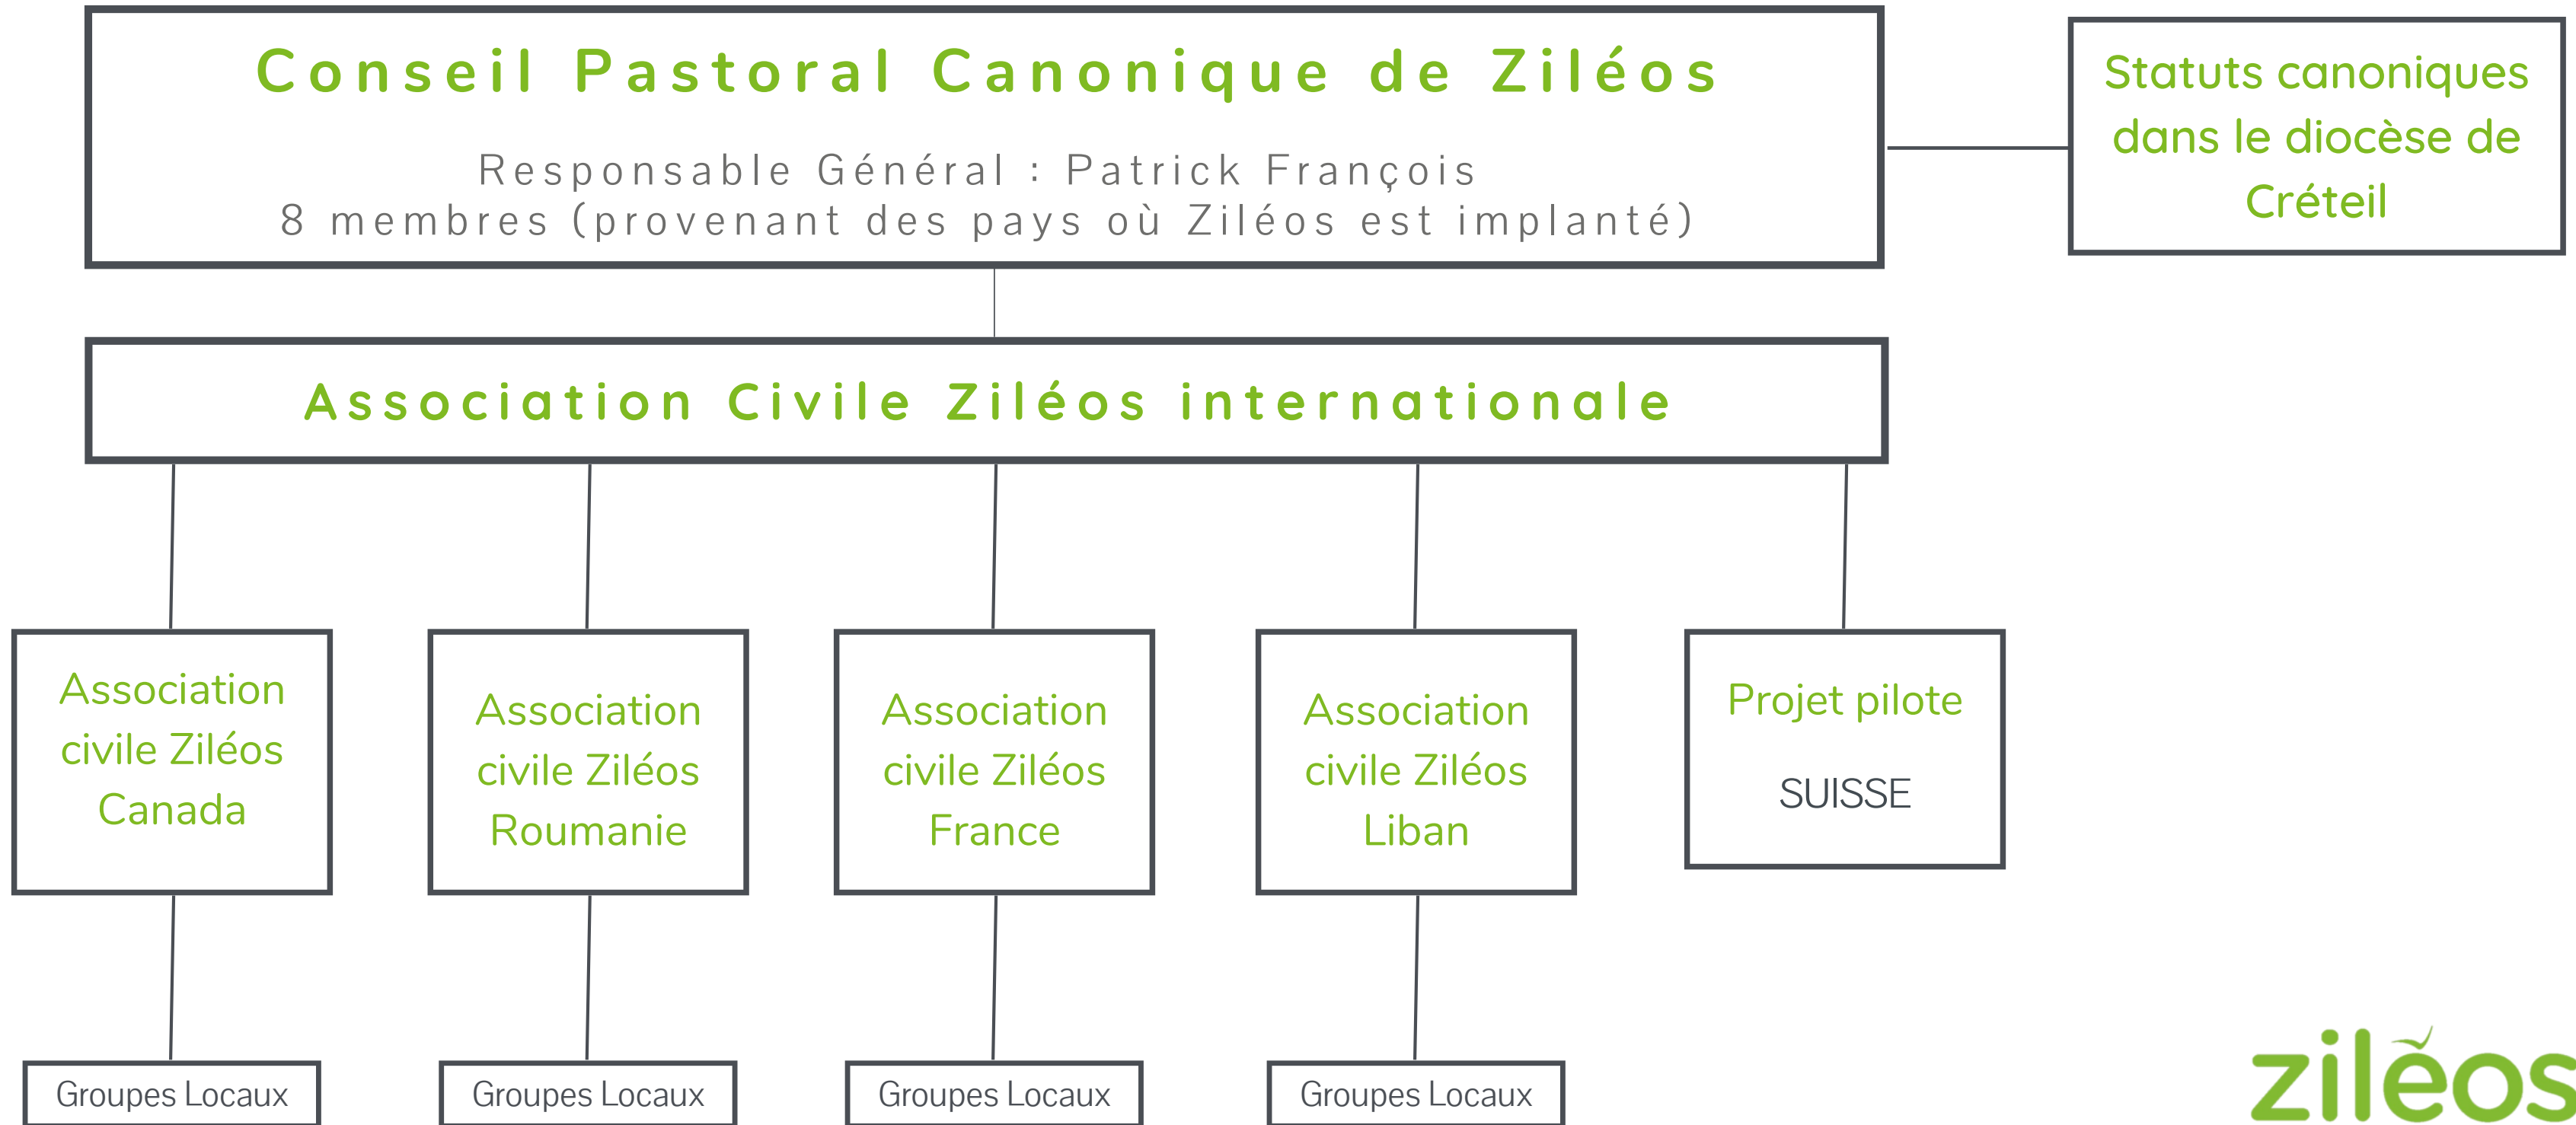 Conseil Pastoral Canonique de Ziléos
Responsable Général : Patrick François
8 membres (provenant des pays où Ziléos est implanté)
Statuts canoniques
dans le diocèse de
Créteil
Association Civile Ziléos internationale
Association
civile Ziléos
Canada
Association
civile Ziléos
Roumanie
Association
civile Ziléos
France
Association
civile Ziléos
Liban
Projet pilote
SUISSE
Groupes Locaux
Groupes Locaux
Groupes Locaux
Groupes Locaux
ziléos